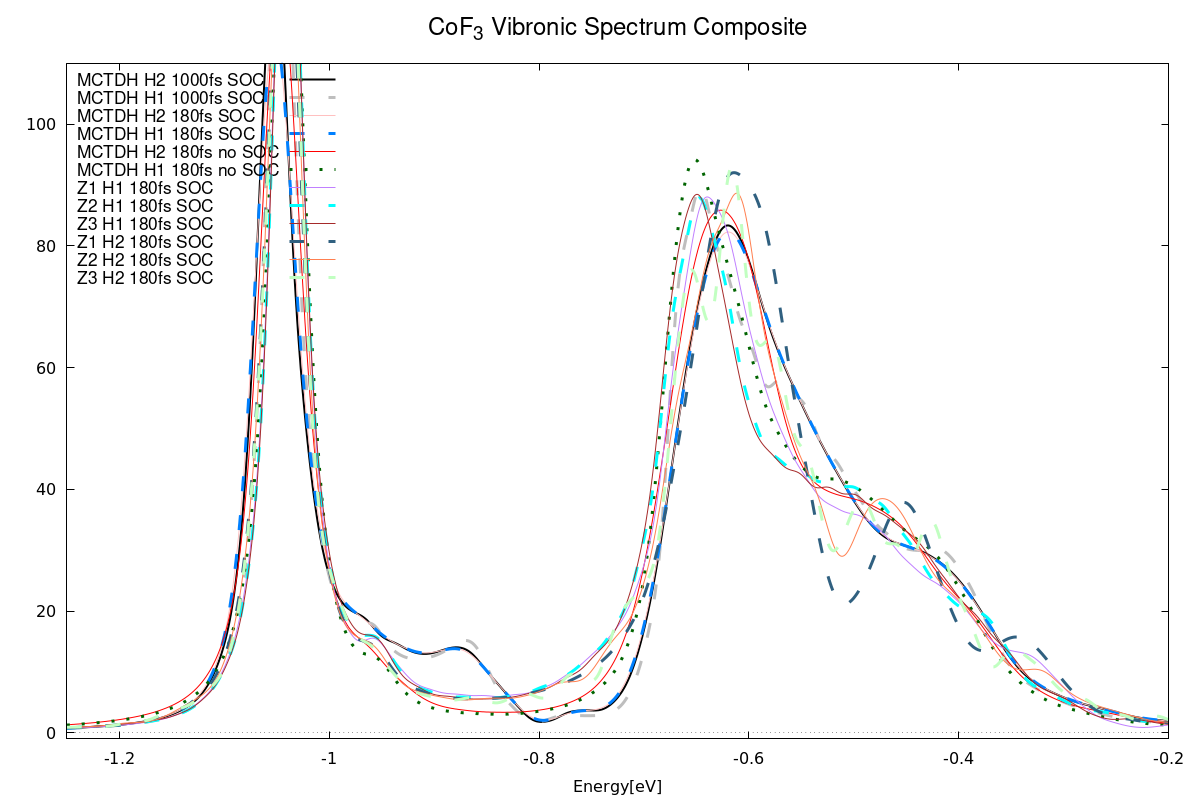 CoF3 Vibronic Spectrum Composite
MCTDH H2 1000fs SOC
MCTDH H1 1000fs SOC
MCTDH H2 180fs SOC
MCTDH H1 180fs SOC
MCTDH H2 180fs no SOC
MCTDH H1 180fs no SOC
Z1 H1 180fs SOC
Z2 H1 180fs SOC
Z3 H1 180fs SOC
Z1 H2 180fs SOC
Z2 H2 180fs SOC
Z3 H2 180fs SOC
100
80
60
40
20
0
-1.2 -1 -0.8 -0.6 -0.4 -0.2
Energy[eV]